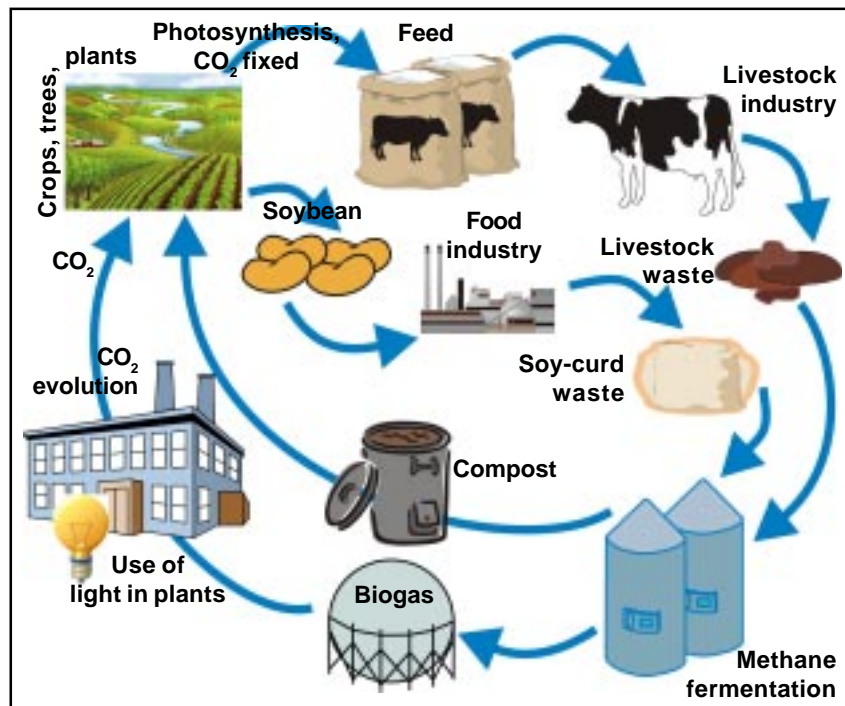 Crops, trees,
plants
Photosynthesis,
CO₂ fixed
Feed
Livestock
industry
Soybean
Food
industry
Livestock
waste
CO₂
Soy-curd
waste
CO₂
evolution
Compost
Use of
light in plants
Biogas
Methane
fermentation